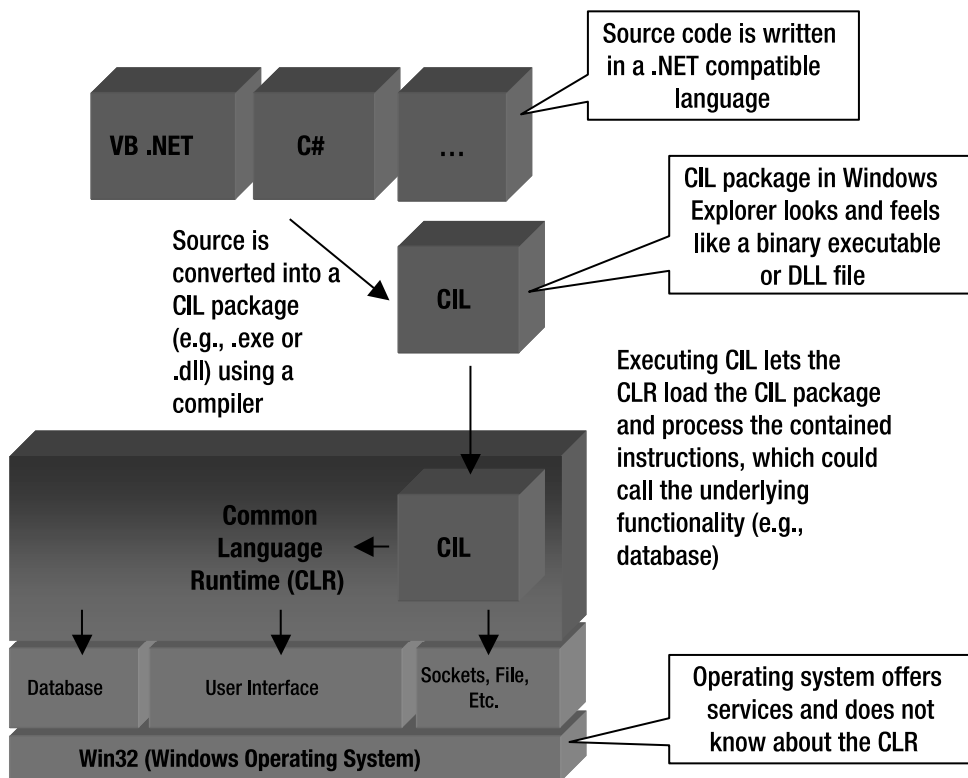 Source code is written
in a .NET compatible
language
VB .NET
C#
...
CIL package in Windows
Explorer looks and feels
like a binary executable
or DLL file
Source is
converted into a
CIL package
(e.g., .exe or
.dll) using a
compiler
CIL
Executing CIL lets the
CLR load the CIL package
and process the contained
instructions, which could
call the underlying
functionality (e.g.,
database)
Common
Language
Runtime (CLR)
CIL
Database
User Interface
Sockets, File,
Etc.
Operating system offers
services and does not
know about the CLR
Win32 (Windows Operating System)